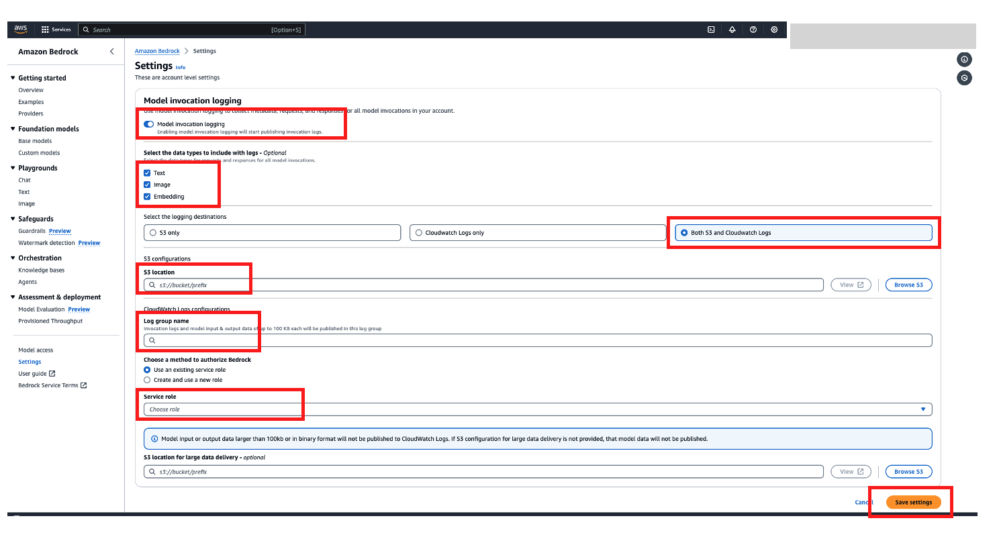 aws
Services
Search
[Option+S]
Amazon Bedrock
Getting started
Overview
Examples
Providers
Foundation models
Base models
Custom models
Playgrounds
Chat
Text
Image
Safeguards
Guardrails Preview
Watermark detection Preview
Orchestration
Knowledge bases
Agents
Assessment & deployment
Model Evaluation Preview
Provisioned Throughput
Model access
Settings
User guide
Bedrock Service Terms
Amazon Bedrock > Settings
Settings Info
These are account level settings
Model invocation logging
Use model invocation logging to collect metadata, requests, and responses for all model invocations in your account.
Model invocation logging
Enabling model invocation logging will start publishing invocation logs.
Select the data types to include with logs - Optional
Select the data types for requests and responses for all model invocations.
Text
Image
Embedding
Select the logging destinations
S3 only
Cloudwatch Logs only
Both S3 and Cloudwatch Logs
S3 configurations
S3 location
s3://bucket/prefix
View
Browse S3
CloudWatch Logs configurations
Log group name
Invocation logs and model input & output data of up to 100 KB each will be published in this log group
Choose a method to authorize Bedrock
Use an existing service role
Create and use a new role
Service role
Choose role
Model input or output data larger than 100kb or in binary format will not be published to CloudWatch Logs. If S3 configuration for large data delivery is not provided, that model data will not be published.
S3 location for large data delivery - optional
s3://bucket/prefix
View
Browse S3
Cancel
Save settings